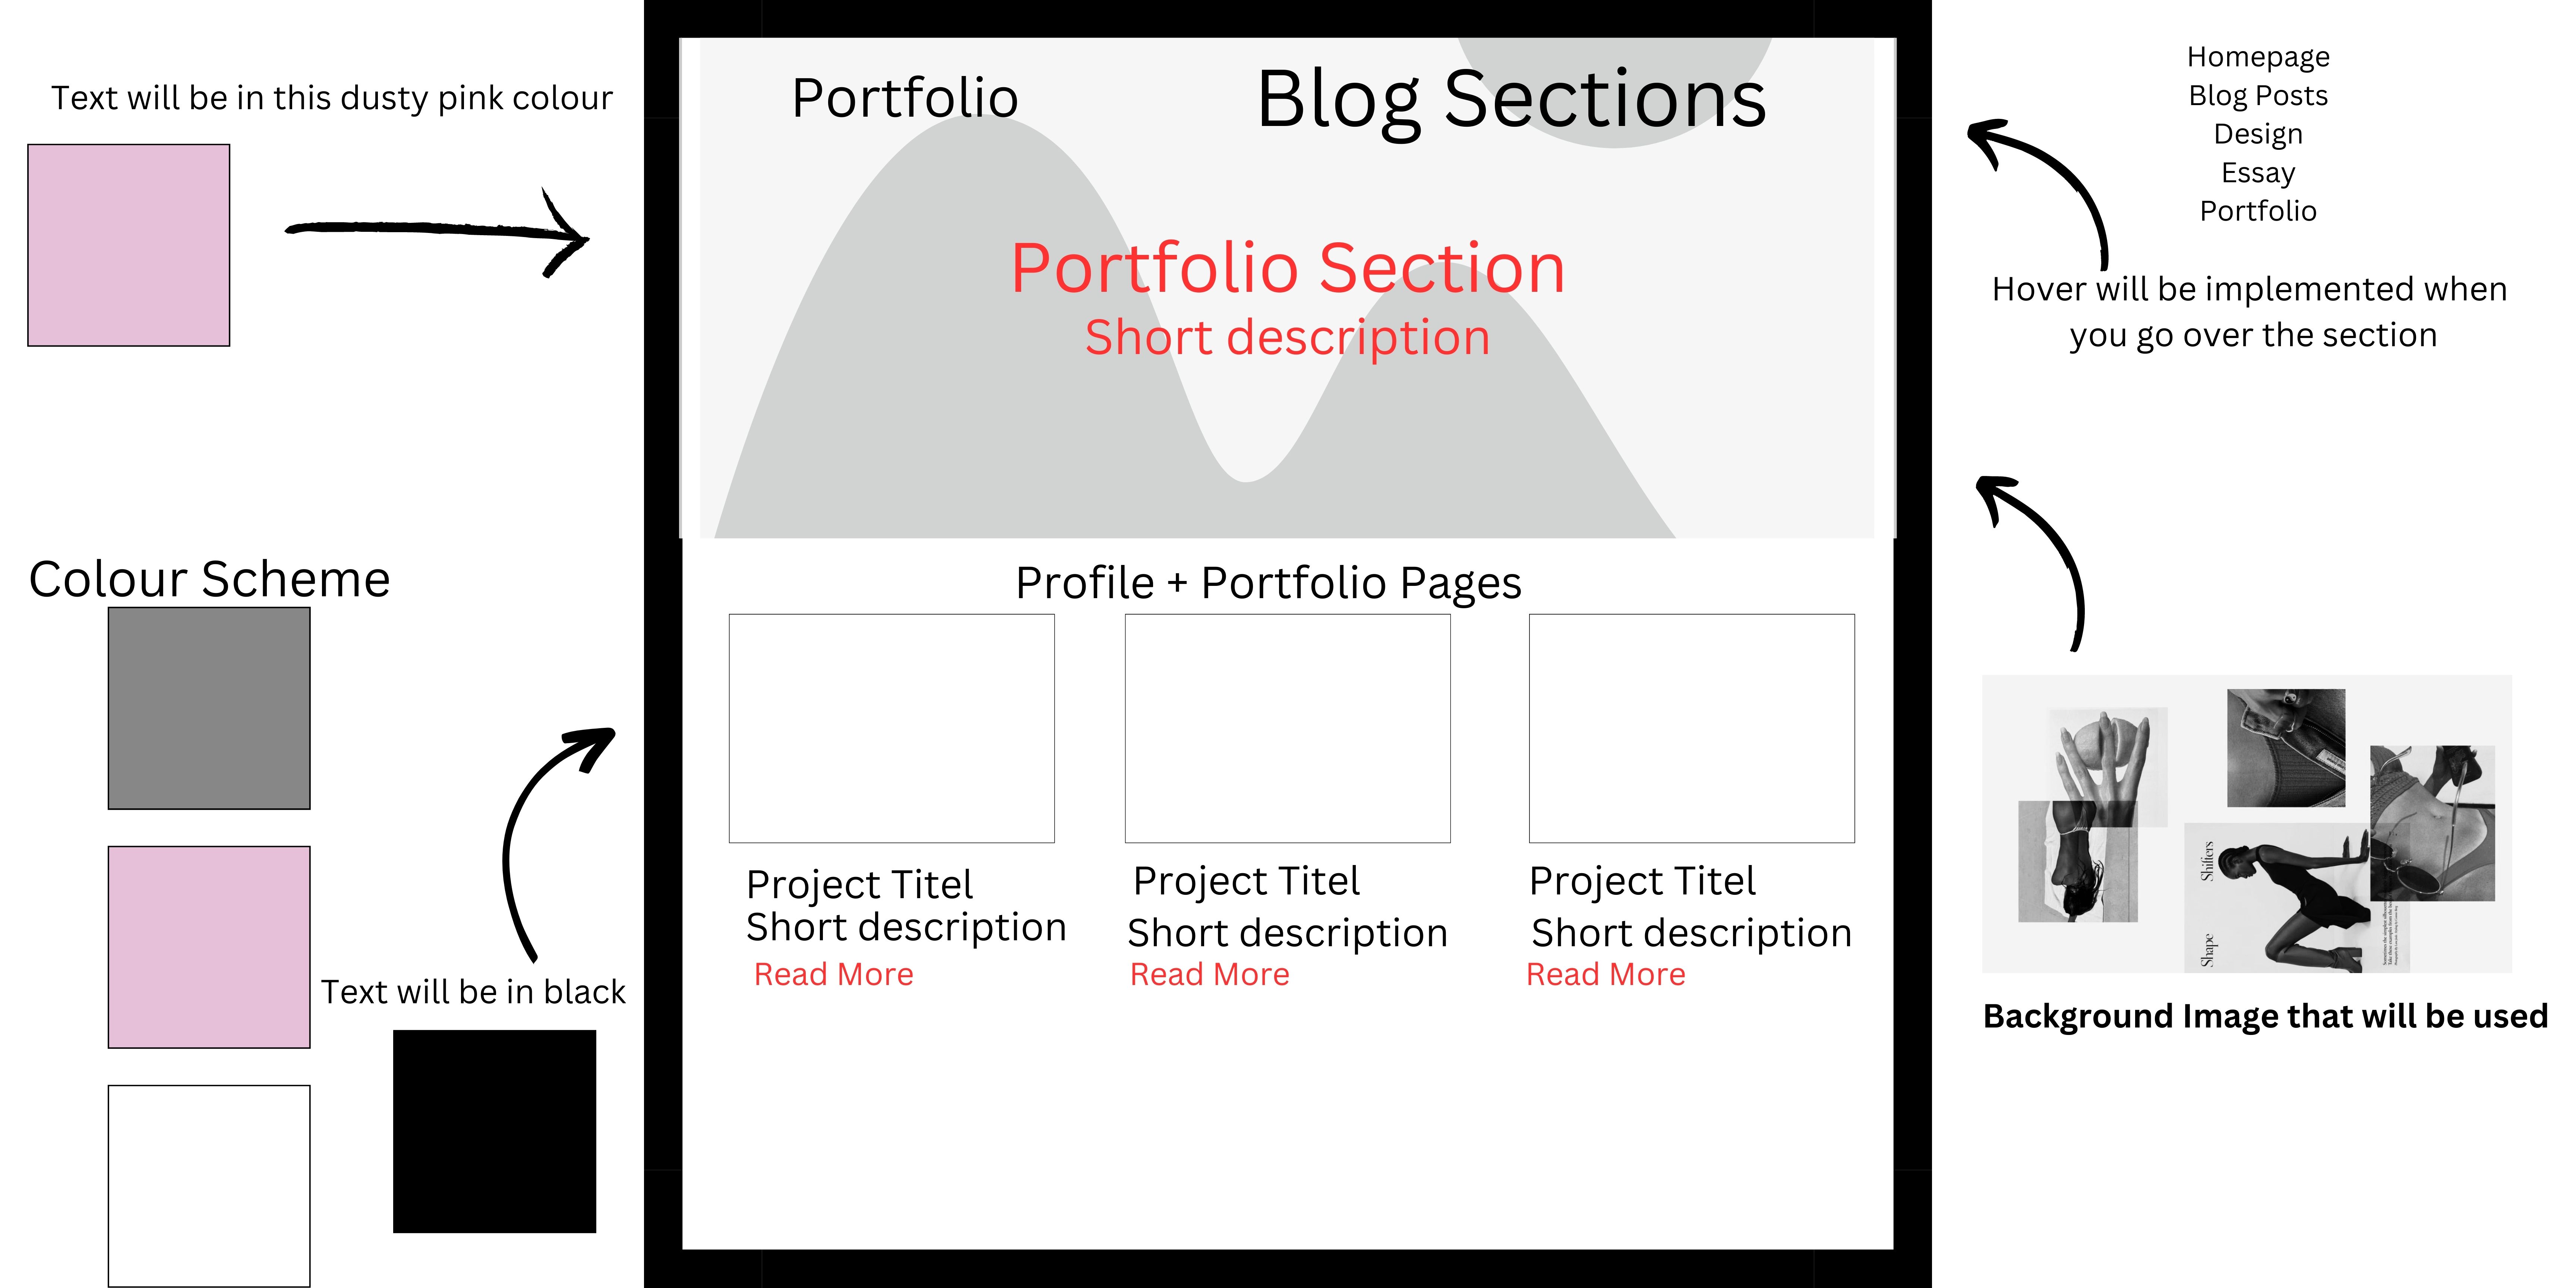 Text will be in this dusty pink colour
Colour Scheme
Text will be in black
Portfolio
Blog Sections
Portfolio Section
Short description
Profile + Portfolio Pages
Project Titel
Short description
Read More
Project Titel
Short description
Read More
Project Titel
Short description
Read More
Homepage
Blog Posts
Design
Essay
Portfolio
Hover will be implemented when
you go over the section
Shifters
Shape
Background Image that will be used